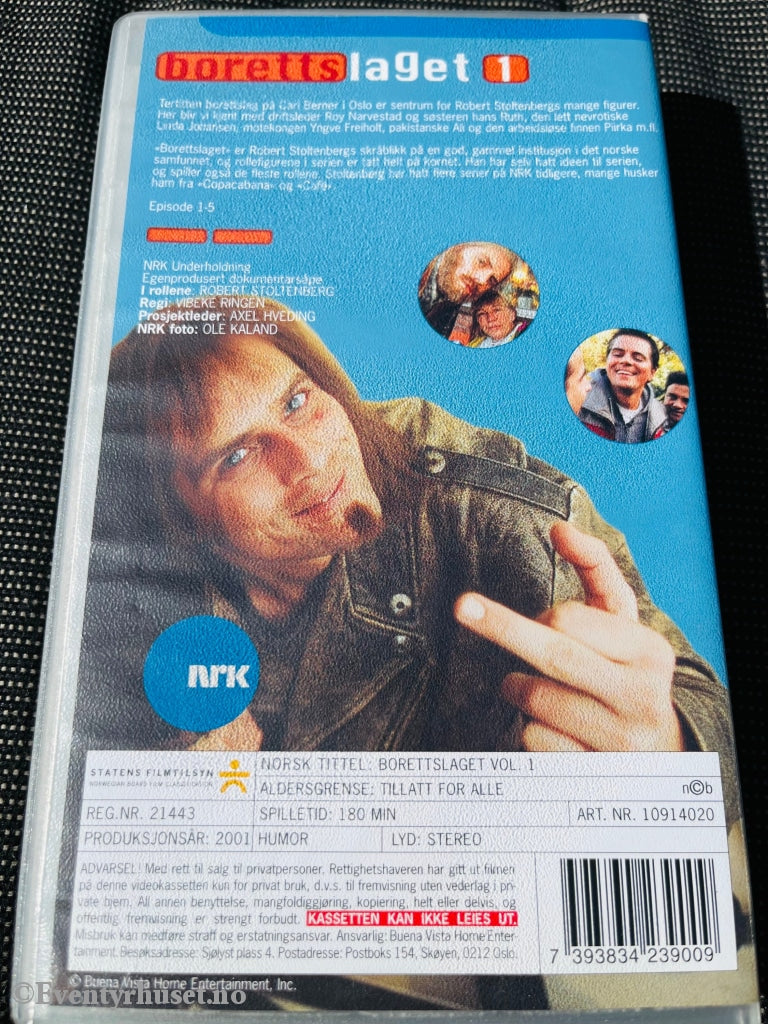 borettslaget 1
Tertitten borettslag på Carl Berner i Oslo er sentrum for Robert Stoltenbergs mange figurer.
Her blir vi kjent med driftsleder Roy Narvestad og søsteren hans Ruth, den lett nevrotiske
Linda Johansen, motekongen Yngve Freiholt, pakistanske Ali og den arbeidsløse finnen Piirka m.fl.
«Borettslaget» er Robert Stoltenbergs skråblikk på en god, gammel institusjon i det norske
samfunnet, og rollefigurene i serien er tatt helt på kornet. Han har selv hatt ideen til serien,
og spiller også de fleste rollene. Stoltenberg har hatt flere serier på NRK tidligere, mange husker
ham fra «Copacabana» og «Café».
Episode 1-5
NRK Underholdning
Egenprodusert dokumentarsåpe
I rollene: ROBERT STOLTENBERG
Regi: VIBEKE RINGEN
Prosjektleder: AXEL HVEDING
NRK foto: OLE KALAND
NRK
STATENS FILMTILSYN
NORWEGIAN BOARD FILM CLASSIFICATION
NORSK TITTEL: BORETTSLAGET VOL. 1
ALDERSGRENSE: TILLATT FOR ALLE
n©b
REG.NR. 21443 SPILLETID: 180 MIN ART. NR. 10914020
PRODUKSJONSÅR: 2001 HUMOR LYD: STEREO
ADVARSEL! Med rett til salg til privatpersoner. Rettighetshaveren har gitt ut filmen
på denne videokassetten kun for privat bruk, d.v.s. til fremvisning uten vederlag i pri-
vate hjem. All annen benyttelse, mangfoldiggjøring, kopiering, helt eller delvis, og
offentlig fremvisning er strengt forbudt. KASSETTEN KAN IKKE LEIES UT.
Misbruk kan medføre straff og erstatningsansvar. Ansvarlig: Buena Vista Home Enter
tainment. Besøksadresse: Sjølyst plass 4. Postadresse: Postboks 154, Skøyen, 0212 Oslo.
7 393834 239009
© Buena Vista Home Entertainment, Inc.
©Eventyrhuset.no